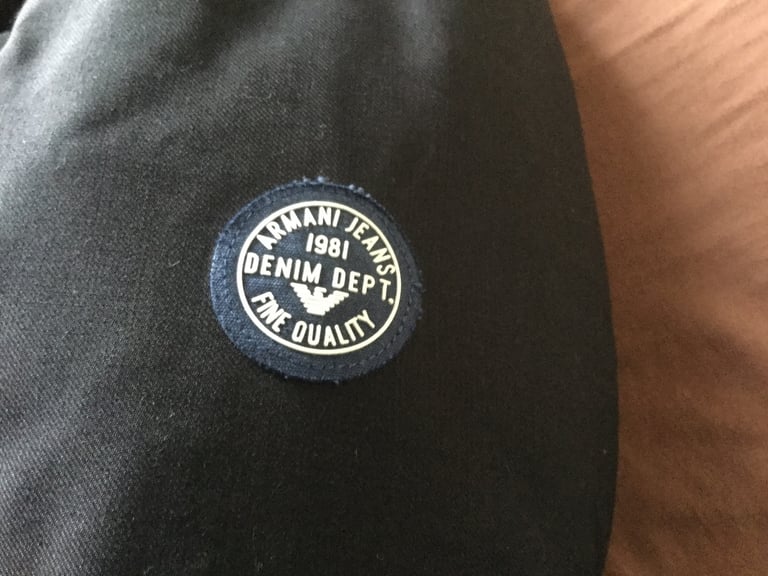 ARMANI JEANS
1981
DENIM DEPT.
FINE QUALITY